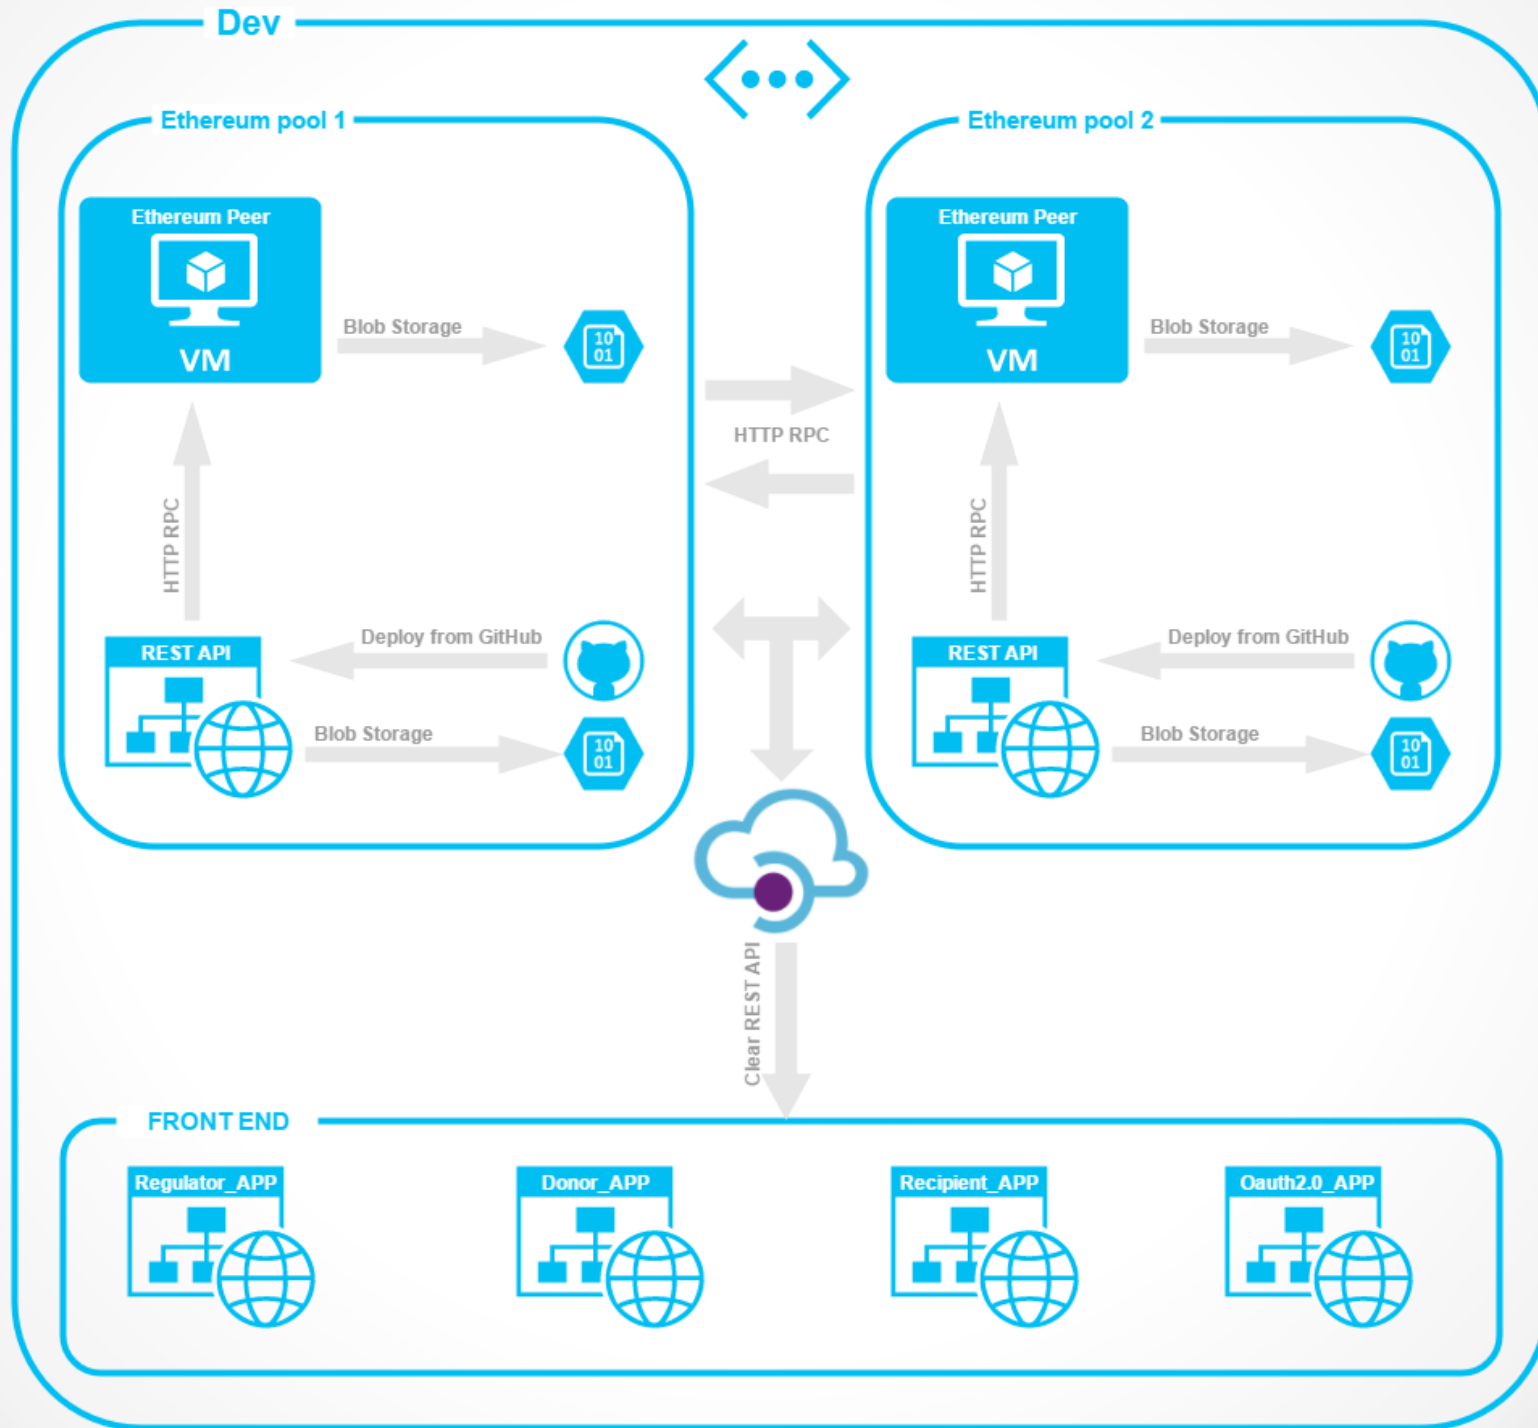 Dev
Ethereum pool 1
Ethereum Peer
VM
Blob Storage
10
01
HTTP RPC
REST API
Deploy from GitHub
Blob Storage
10
01
HTTP RPC
Ethereum pool 2
Ethereum Peer
VM
Blob Storage
10
01
HTTP RPC
REST API
Deploy from GitHub
Blob Storage
10
01
Clear REST API
FRONT END
Regulator_APP
Donor_APP
Recipient_APP
Oauth2.0_APP